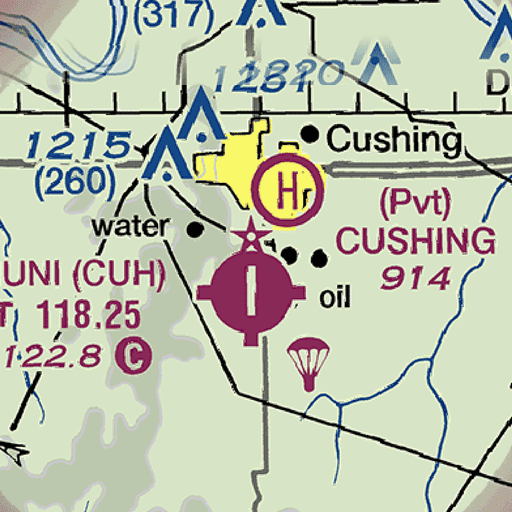 (317)
1281
D
1215
(260)
Cushing
H
(Pvt)
water
CUSHING
914
UNI (CUH)
118.25
oil
122.8 C